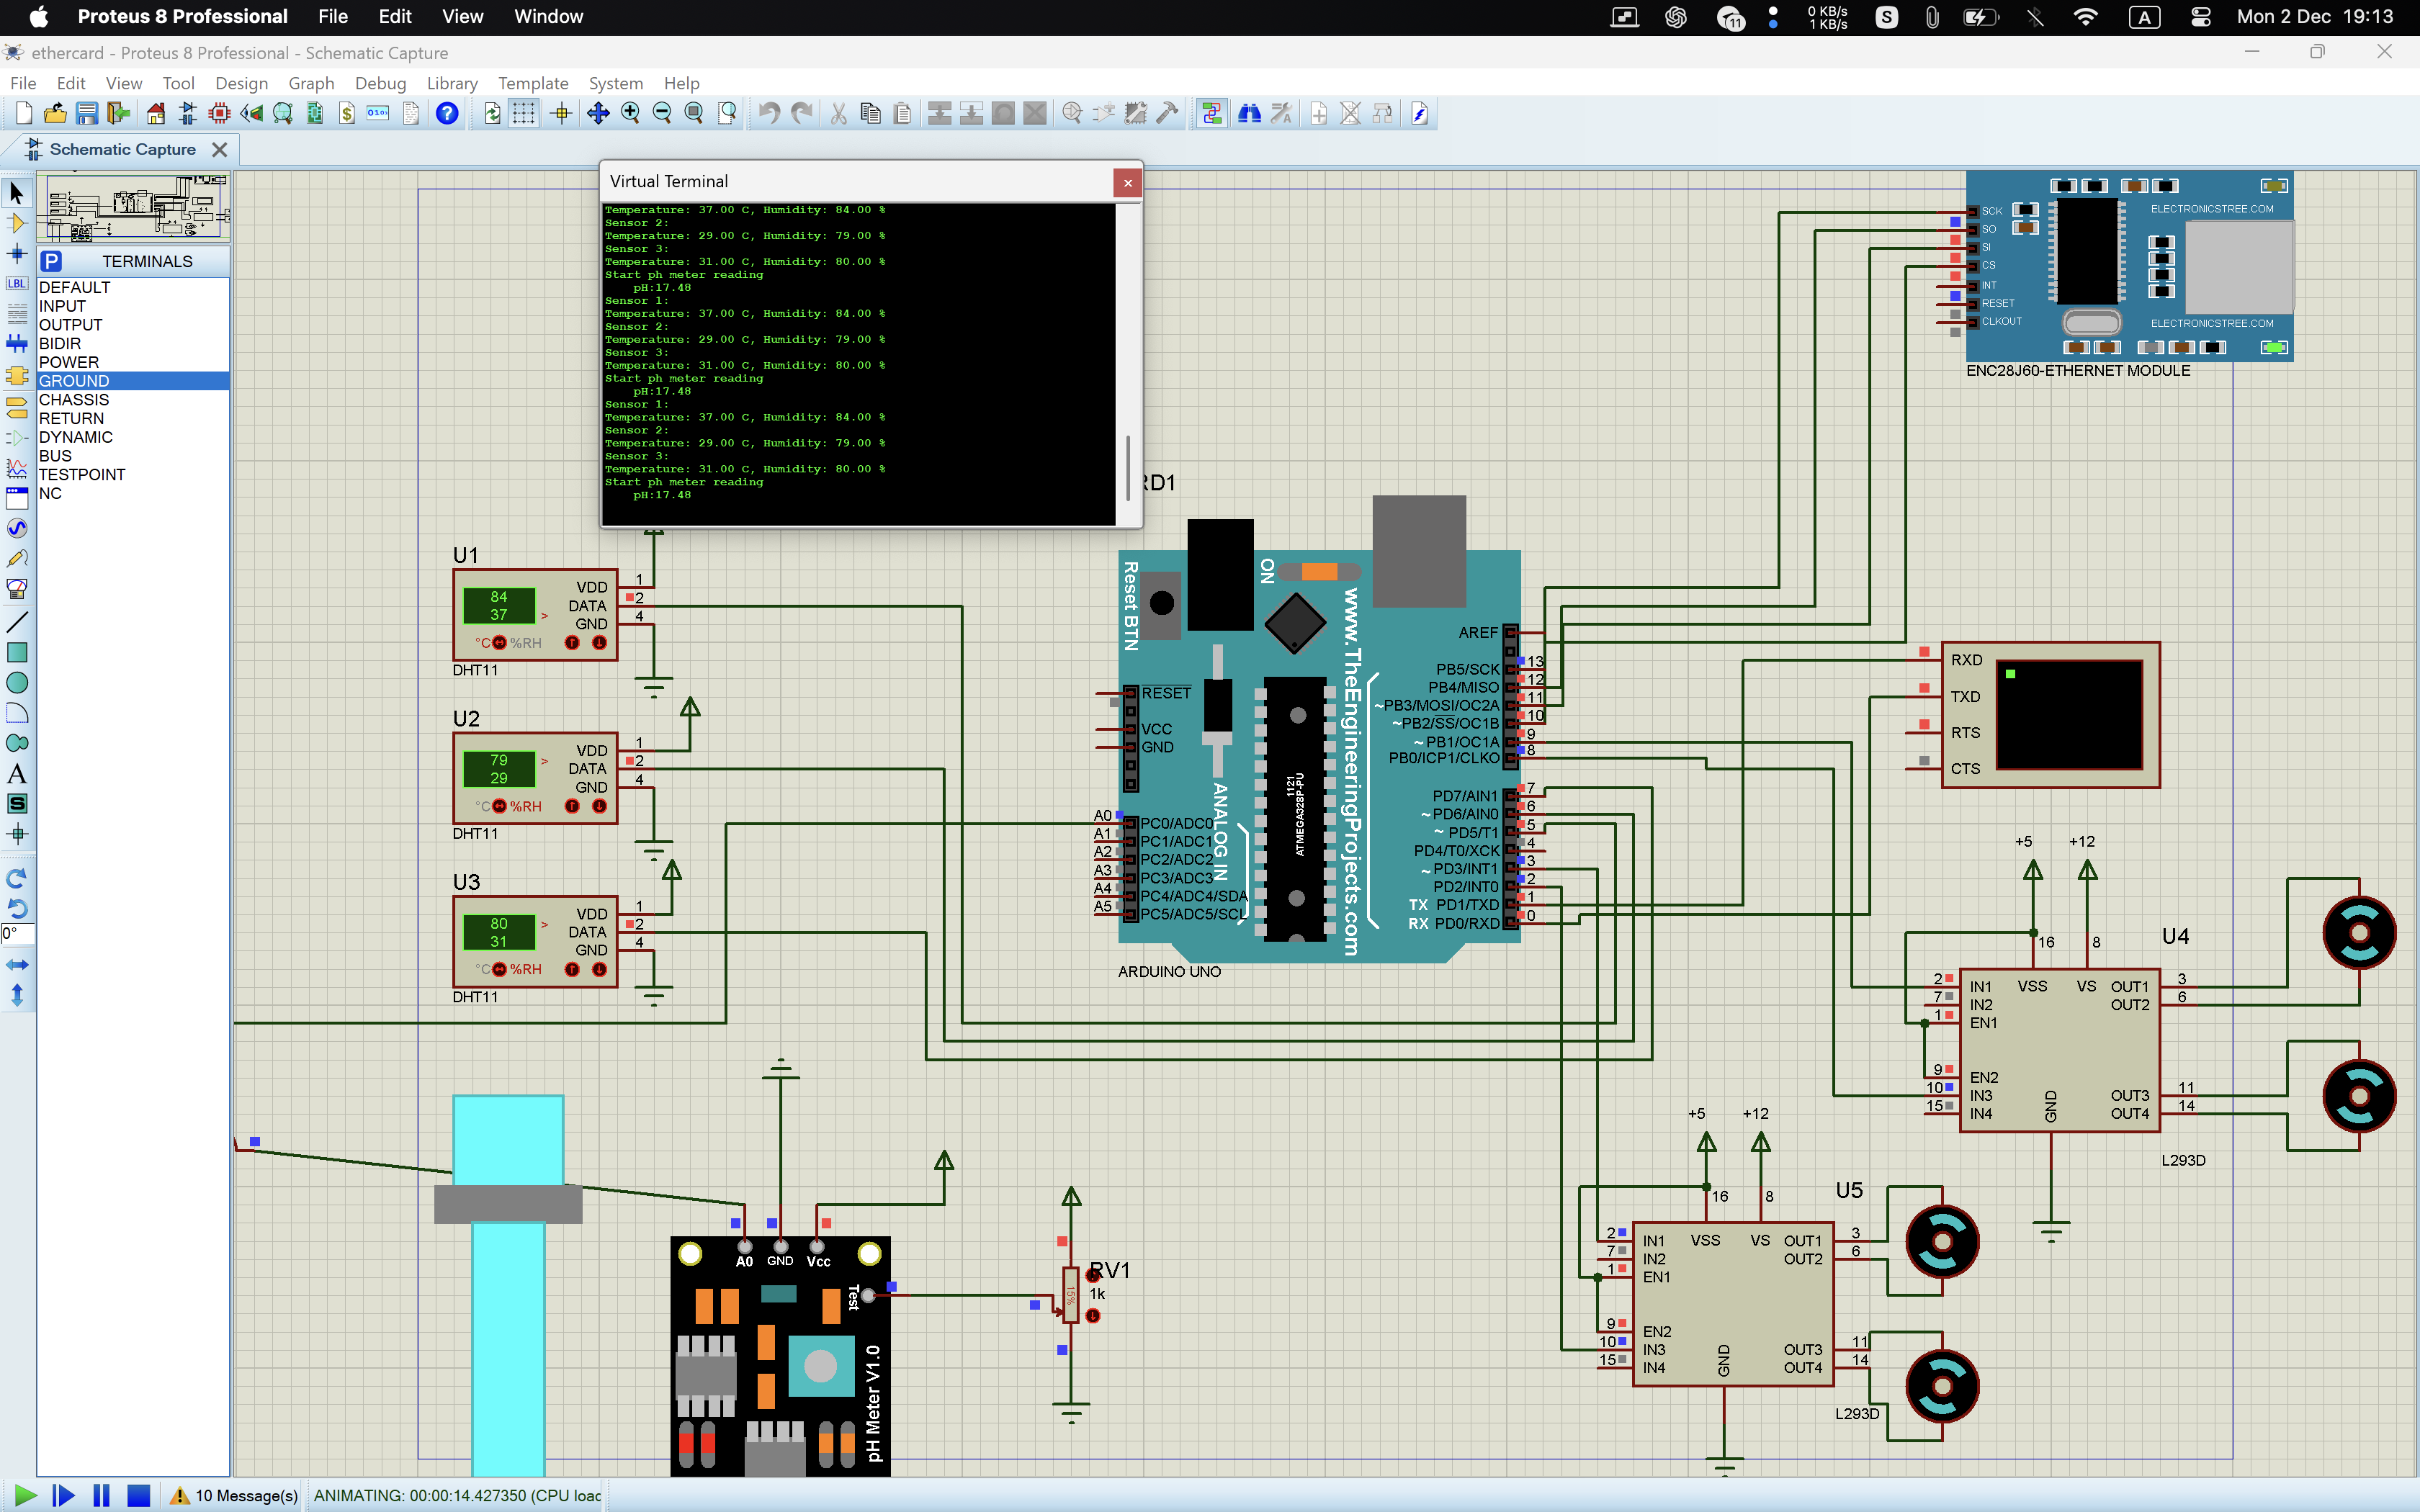 Proteus 8 Professional File Edit View Window
11
0 KB/s
1 KB/s
S
A
Mon 2 Dec 19:13
ethercard - Proteus 8 Professional - Schematic Capture
File Edit View Tool Design Graph Debug Library Template System Help
Schematic Capture
P TERMINALS
LBL
DEFAULT
INPUT
OUTPUT
BIDIR
POWER
GROUND
CHASSIS
RETURN
DYNAMIC
BUS
TESTPOINT
NC
A
S
0°
Virtual Terminal
Temperature: 37.00 C, Humidity: 84.00 %
Sensor 2:
Temperature: 29.00 C, Humidity: 79.00 %
Sensor 3:
Temperature: 31.00 C, Humidity: 80.00 %
Start ph meter reading
pH:17.48
Sensor 1:
Temperature: 37.00 C, Humidity: 84.00 %
Sensor 2:
Temperature: 29.00 C, Humidity: 79.00 %
Sensor 3:
Temperature: 31.00 C, Humidity: 80.00 %
Start ph meter reading
pH:17.48
Sensor 1:
Temperature: 37.00 C, Humidity: 84.00 %
Sensor 2:
Temperature: 29.00 C, Humidity: 79.00 %
Sensor 3:
Temperature: 31.00 C, Humidity: 80.00 %
Start ph meter reading
pH:17.48
SCK
SO
SI
CS
INT
RESET
CLKOUT
ELECTRONICSTREE.COM
ELECTRONICSTREE.COM
ENC28J60-ETHERNET MODULE
RD1
U1
84
37
>
VDD 1
DATA 2
GND 4
°C %RH
DHT11
U2
79
29
>
VDD 1
DATA 2
GND 4
°C %RH
DHT11
U3
80
31
>
VDD 1
DATA 2
GND 4
°C %RH
DHT11
Reset BTN
ON
www.TheEngineeringProjects.com
ATMEGA328P-PU
1121
ANALOG IN
RESET
VCC
GND
A0 PC0/ADC0
A1 PC1/ADC1
A2 PC2/ADC2
A3 PC3/ADC3
A4 PC4/ADC4/SDA
A5 PC5/ADC5/SCL
AREF
PB5/SCK 13
PB4/MISO 12
~PB3/MOSI/OC2A 11
~PB2/SS/OC1B 10
~ PB1/OC1A 9
PB0/ICP1/CLKO 8
PD7/AIN1 7
~ PD6/AIN0 6
~ PD5/T1 5
PD4/T0/XCK 4
~ PD3/INT1 3
PD2/INT0 2
TX PD1/TXD 1
RX PD0/RXD 0
ARDUINO UNO
RXD
TXD
RTS
CTS
+5 +12
16 8 U4
2 IN1 VSS VS OUT1 3
7 IN2 OUT2 6
1 EN1
9 EN2
10 IN3 OUT3 11
15 IN4 GND OUT4 14
L293D
+5 +12
16 8 U5
2 IN1 VSS VS OUT1 3
7 IN2 OUT2 6
1 EN1
9 EN2
10 IN3 OUT3 11
15 IN4 GND OUT4 14
L293D
A0 GND Vcc
Test
pH Meter V1.0
RV1
1k
15%
10 Message(s) ANIMATING: 00:00:14.427350 (CPU load